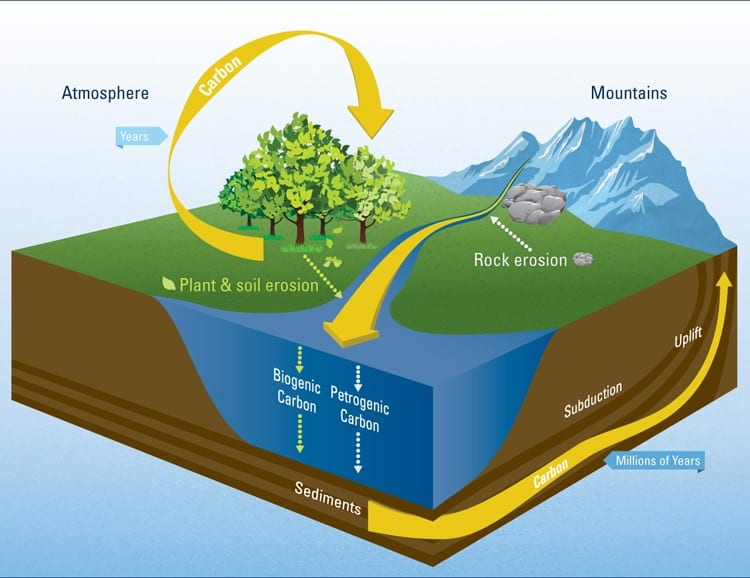 Carbon
Atmosphere
Mountains
Years
Rock erosion
Plant & soil erosion
Uplift
Biogenic
Carbon
Petrogenic
Carbon
Subduction
Millions of Years
Carbon
Sediments